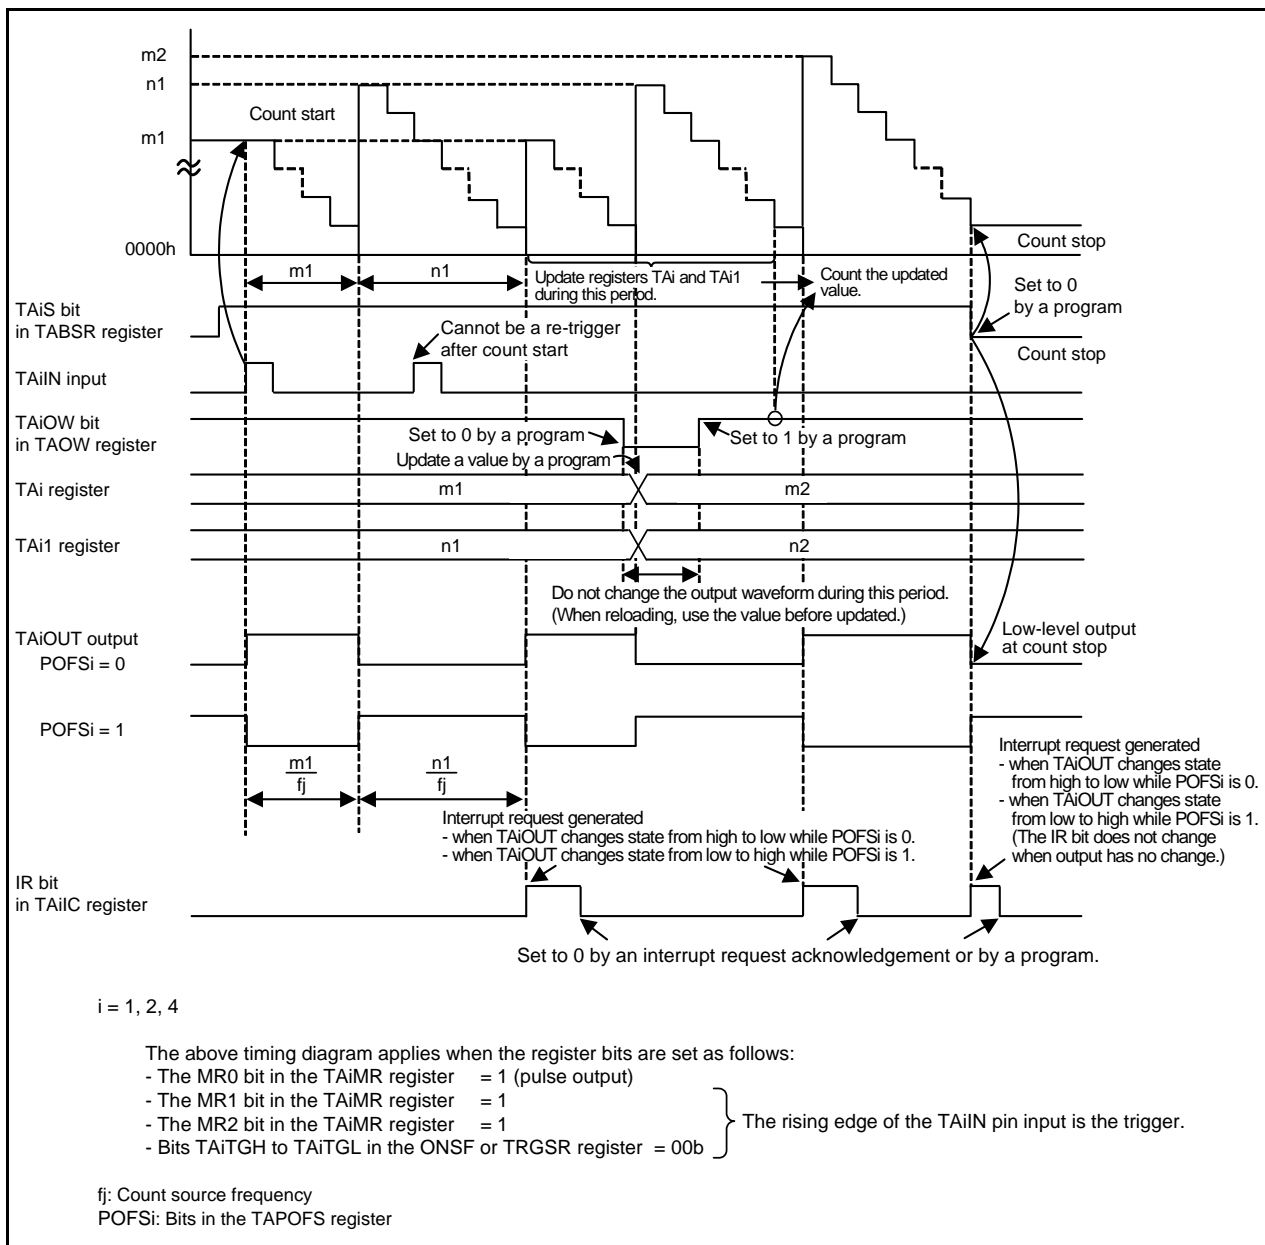 m2
n1
Count start
m1
0000h
Count stop
m1
n1
Update registers TAi and TAi1
during this period.
Count the updated
value.
Set to 0
by a program
TAiS bit
in TABSR register
Cannot be a re-trigger
after count start
Count stop
TAiIN input
TAiOW bit
in TAOW register
Set to 0 by a program
Set to 1 by a program
Update a value by a program
TAi register
m1
m2
TAi1 register
n1
n2
Do not change the output waveform during this period.
(When reloading, use the value before updated.)
TAiOUT output
POFSi = 0
Low-level output
at count stop
POFSi = 1
m1
fj
n1
fj
Interrupt request generated
- when TAiOUT changes state
from high to low while POFSi is 0.
- when TAiOUT changes state
from low to high while POFSi is 1.
(The IR bit does not change
when output has no change.)
Interrupt request generated
- when TAiOUT changes state from high to low while POFSi is 0.
- when TAiOUT changes state from low to high while POFSi is 1.
IR bit
in TAiIC register
Set to 0 by an interrupt request acknowledgement or by a program.
i = 1, 2, 4
The above timing diagram applies when the register bits are set as follows:
- The MR0 bit in the TAiMR register = 1 (pulse output)
- The MR1 bit in the TAiMR register = 1
- The MR2 bit in the TAiMR register = 1
- Bits TAiTGH to TAiTGL in the ONSF or TRGSR register = 00b
The rising edge of the TAiIN pin input is the trigger.
fj: Count source frequency
POFSi: Bits in the TAPOFS register